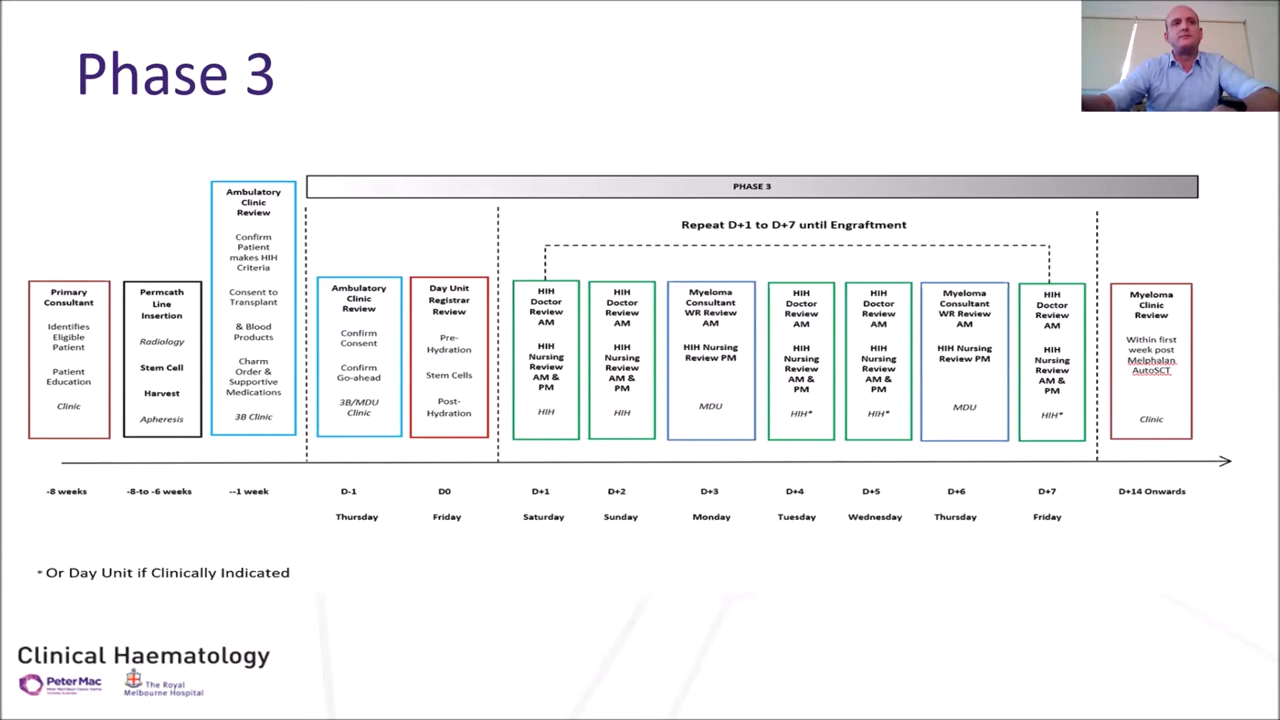 Phase 3
PHASE 3
Repeat D+1 to D+7 until Engraftment
Primary
Consultant
Identifies
Eligible
Patient
Patient
Education
Clinic
Permcath
Line
Insertion
Radiology
Stem Cell
Harvest
Apheresis
Ambulatory
Clinic
Review
Confirm
Patient
makes HIH
Criteria
Consent to
Transplant
& Blood
Products
Charm
Order &
Supportive
Medications
3B Clinic
Ambulatory
Clinic
Review
Confirm
Consent
Confirm
Go-ahead
3B/MDU
Clinic
Day Unit
Registrar
Review
Pre-
Hydration
Stem Cells
Post-
Hydration
HIH
Doctor
Review
AM
HIH
Nursing
Review
AM &
PM
HIH
HIH
Doctor
Review
AM
HIH
Nursing
Review
AM &
PM
HIH
Myeloma
Consultant
WR Review
AM
HIH Nursing
Review PM
MDU
HIH
Doctor
Review
AM
HIH
Nursing
Review
AM &
PM
HIH*
HIH
Doctor
Review
AM
HIH
Nursing
Review
AM &
PM
HIH*
Myeloma
Consultant
WR Review
AM
HIH Nursing
Review PM
MDU
HIH
Doctor
Review
AM
HIH
Nursing
Review
AM &
PM
HIH*
Myeloma
Clinic
Review
Within first
week post
Melphalan
AutoSCT
Clinic
-8 weeks
-8-to -6 weeks
--1 week
D-1
Thursday
D0
Friday
D+1
Saturday
D+2
Sunday
D+3
Monday
D+4
Tuesday
D+5
Wednesday
D+6
Thursday
D+7
Friday
D+14 Onwards
* Or Day Unit if Clinically Indicated
Clinical Haematology
Peter Mac
The Royal
Melbourne Hospital